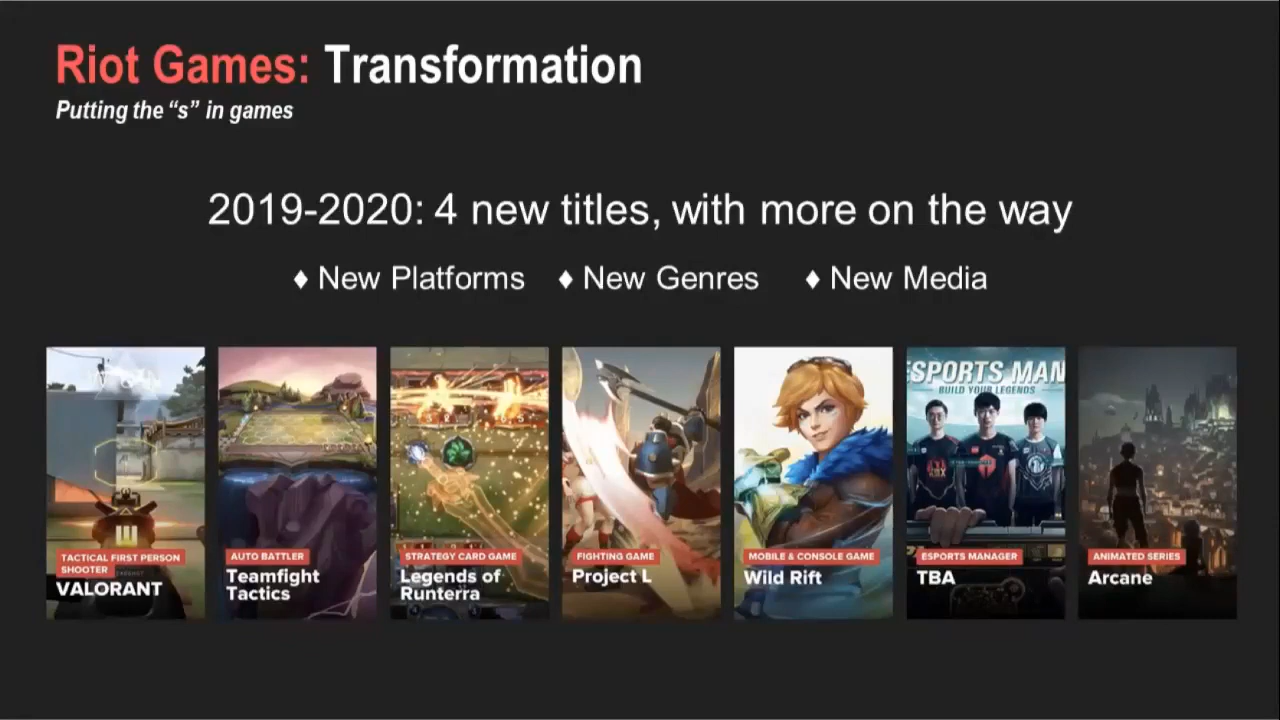 Riot Games: Transformation
Putting the “s” in games
2019-2020: 4 new titles, with more on the way
♦ New Platforms ♦ New Genres ♦ New Media
TACTICAL FIRST PERSON
SHOOTER
VALORANT
AUTO BATTLER
Teamfight
Tactics
STRATEGY CARD GAME
Legends of
Runterra
FIGHTING GAME
Project L
MOBILE & CONSOLE GAME
Wild Rift
ESPORTS MAN
BUILD YOUR LEGENDS
ESPORTS MANAGER
TBA
ANIMATED SERIES
Arcane